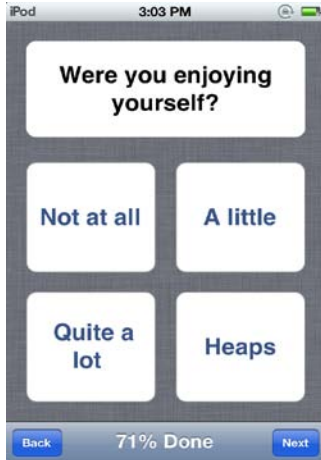 iPod 3:03 PM
Were you enjoying
yourself?
Not at all A little
Quite a
lot
Heaps
Back 71% Done Next